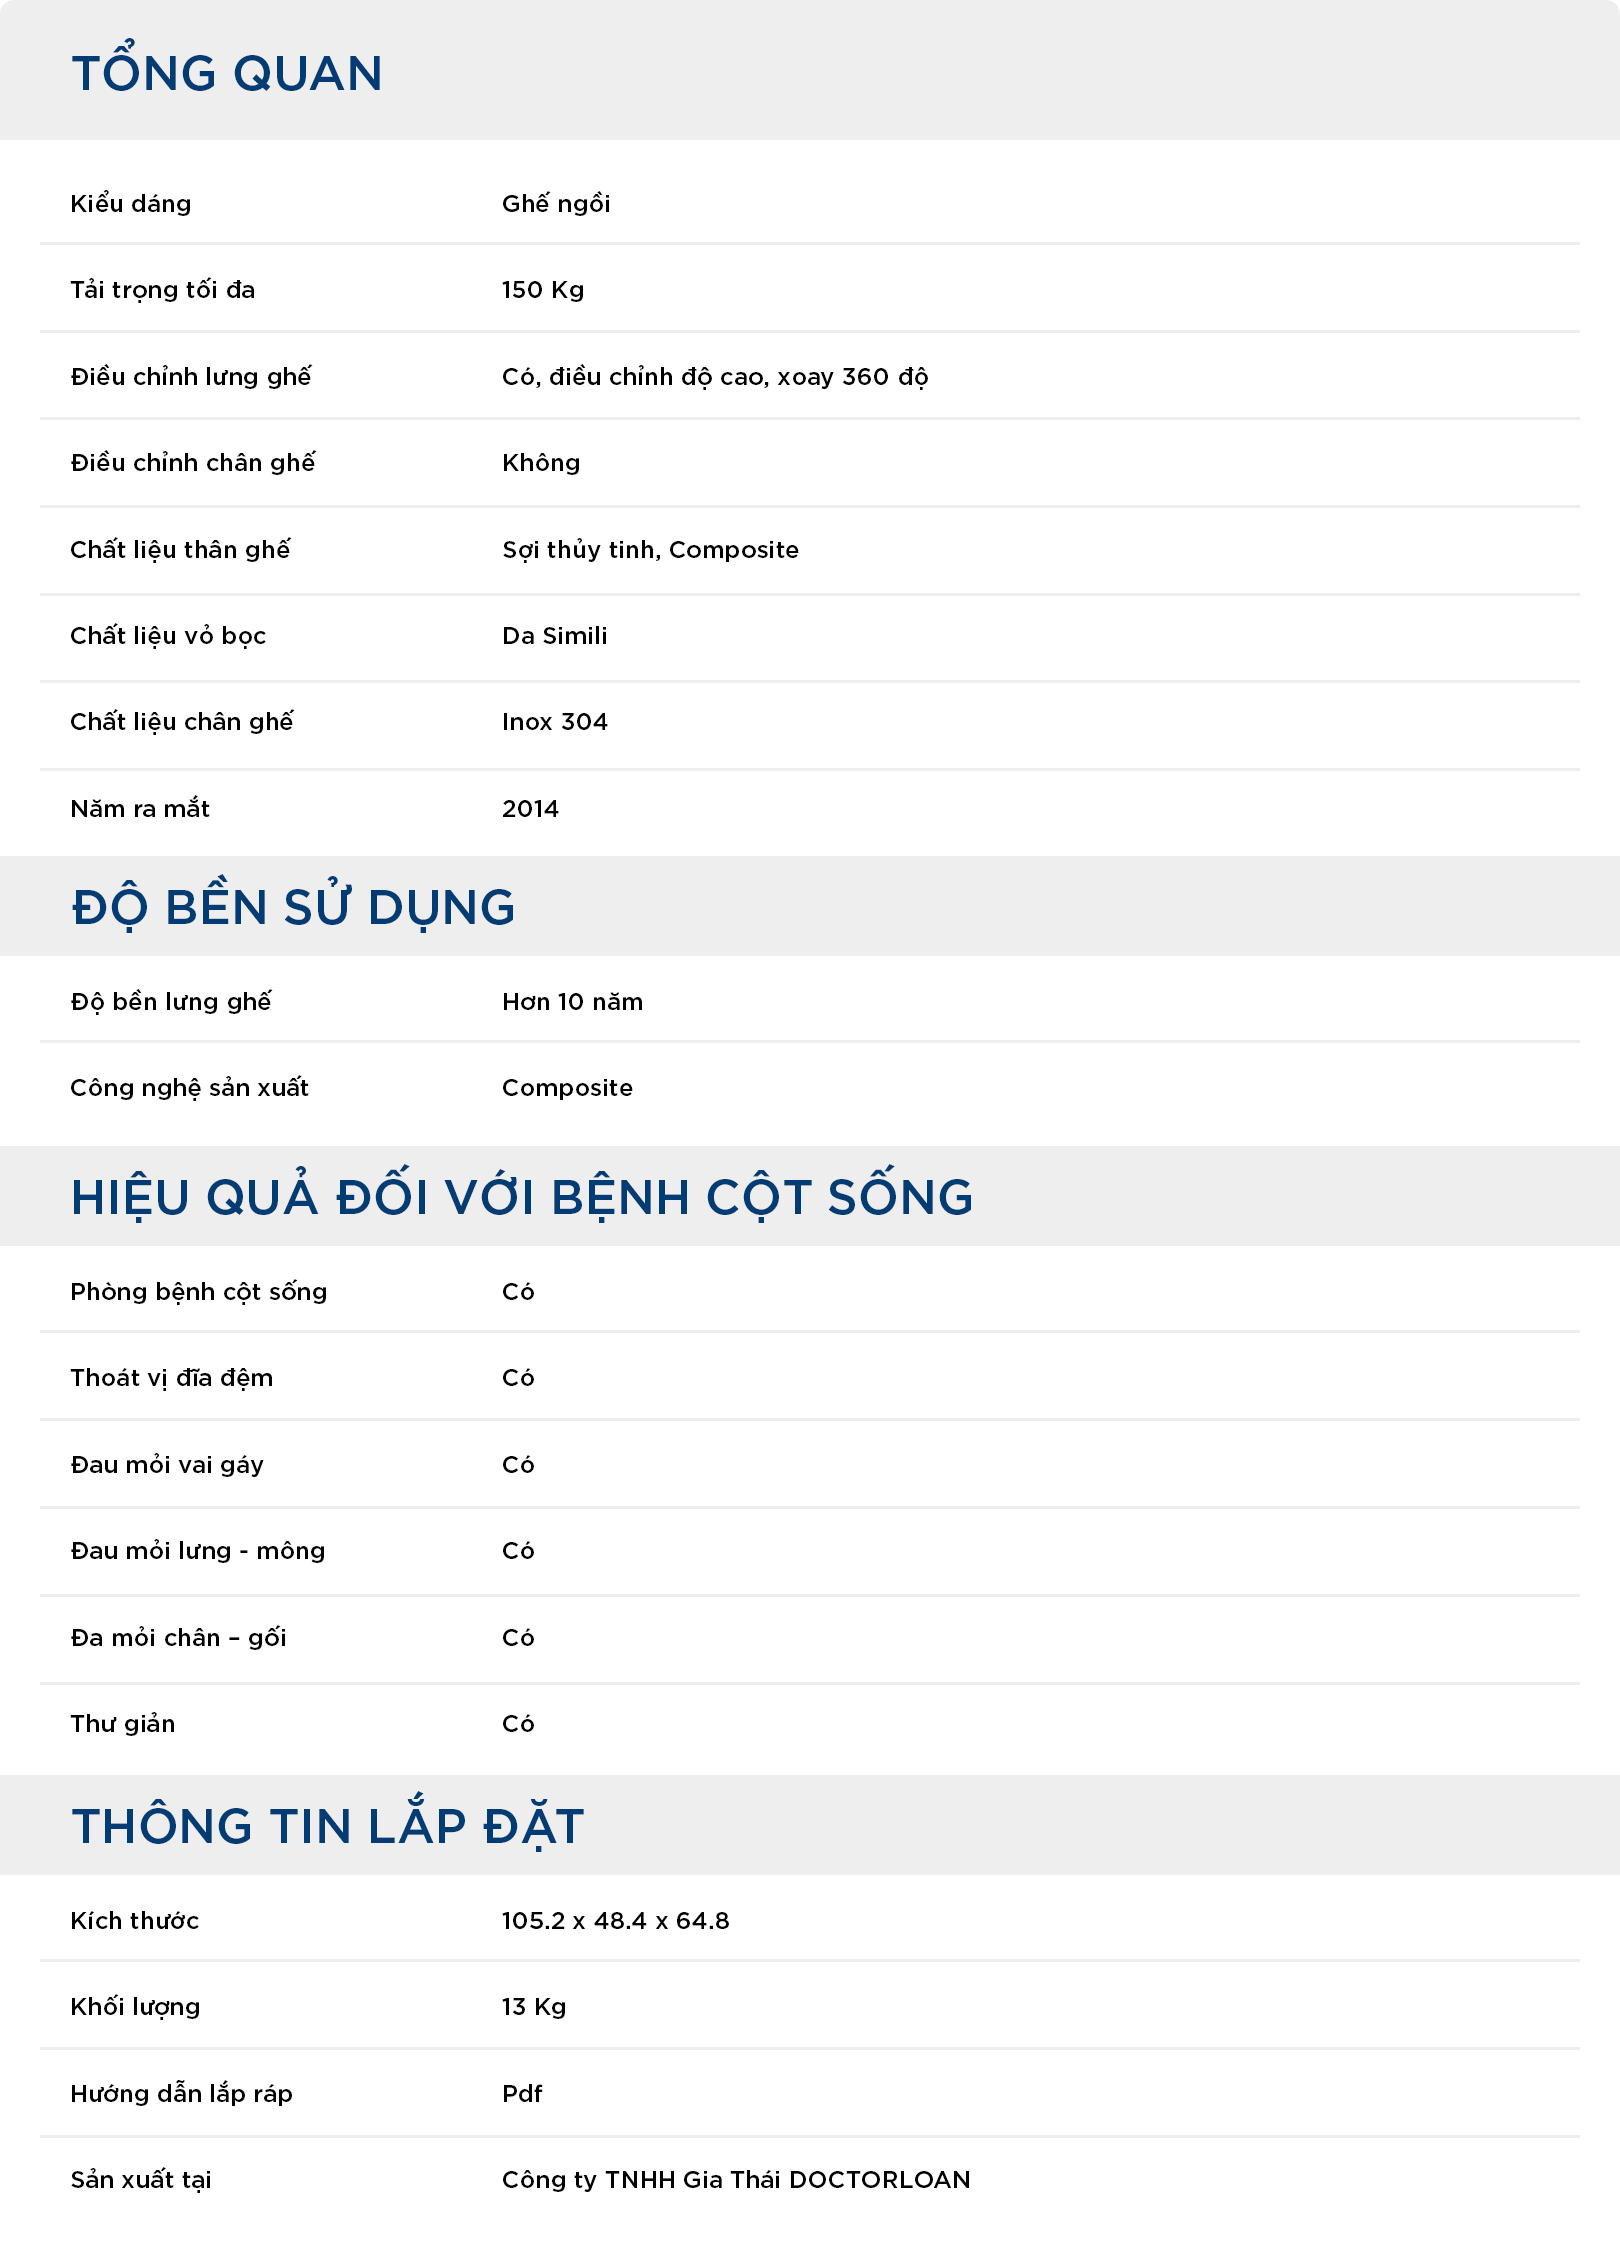 TỔNG QUAN
Kiểu dáng Ghế ngồi
Tải trọng tối đa 150 Kg
Điều chỉnh lưng ghế Có, điều chỉnh độ cao, xoay 360 độ
Điều chỉnh chân ghế Không
Chất liệu thân ghế Sợi thủy tinh, Composite
Chất liệu vỏ bọc Da Simili
Chất liệu chân ghế Inox 304
Năm ra mắt 2014
ĐỘ BỀN SỬ DỤNG
Độ bền lưng ghế Hơn 10 năm
Công nghệ sản xuất Composite
HIỆU QUẢ ĐỐI VỚI BỆNH CỘT SỐNG
Phòng bệnh cột sống Có
Thoát vị đĩa đệm Có
Đau mỏi vai gáy Có
Đau mỏi lưng - mông Có
Đa mỏi chân – gối Có
Thư giản Có
THÔNG TIN LẮP ĐẶT
Kích thước 105.2 x 48.4 x 64.8
Khối lượng 13 Kg
Hướng dẫn lắp ráp Pdf
Sản xuất tại Công ty TNHH Gia Thái DOCTORLOAN